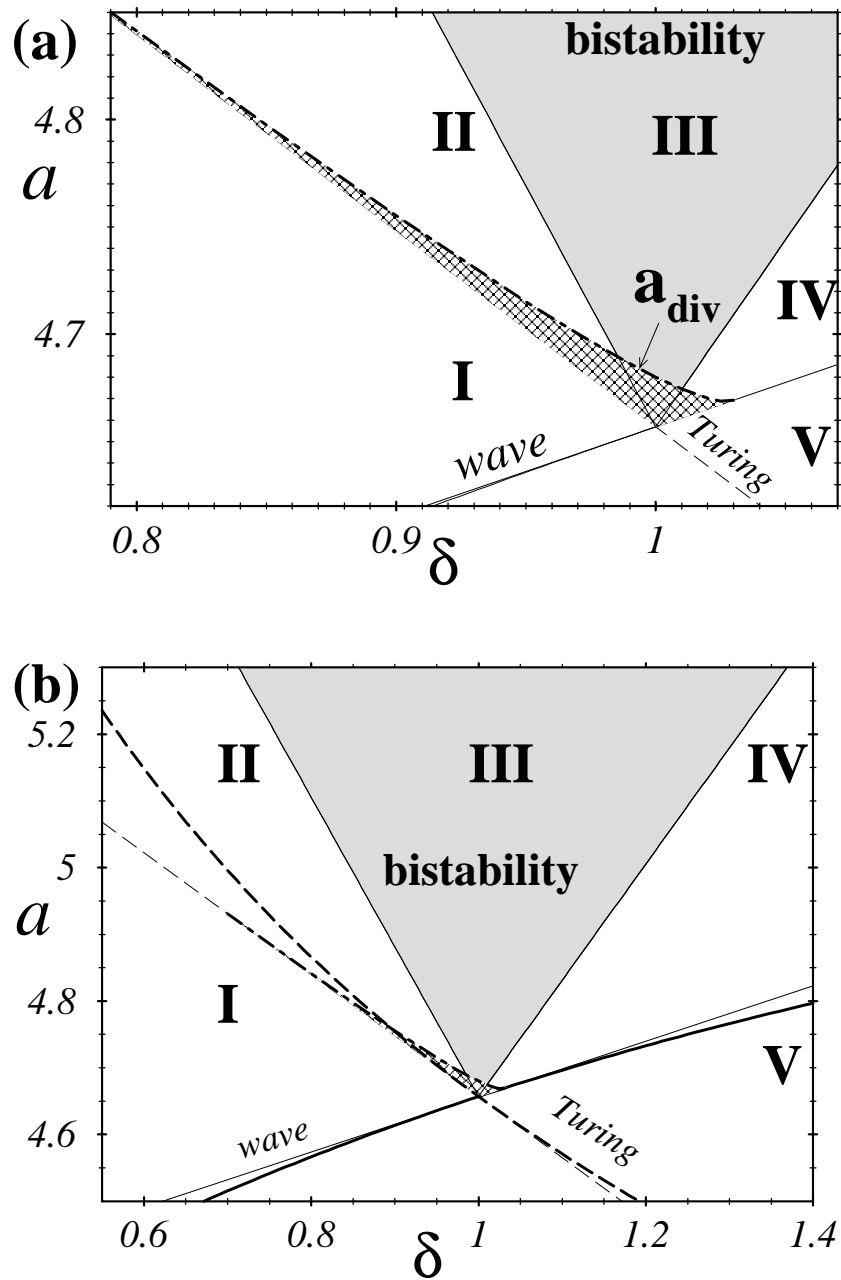 (a)
bistability
4.8
II
III
a
a_div
IV
4.7
I
wave
Turing
V
0.8
0.9
δ
1
(b)
5.2
II
III
IV
5
bistability
a
4.8
I
V
4.6
wave
Turing
0.6
0.8
δ
1
1.2
1.4